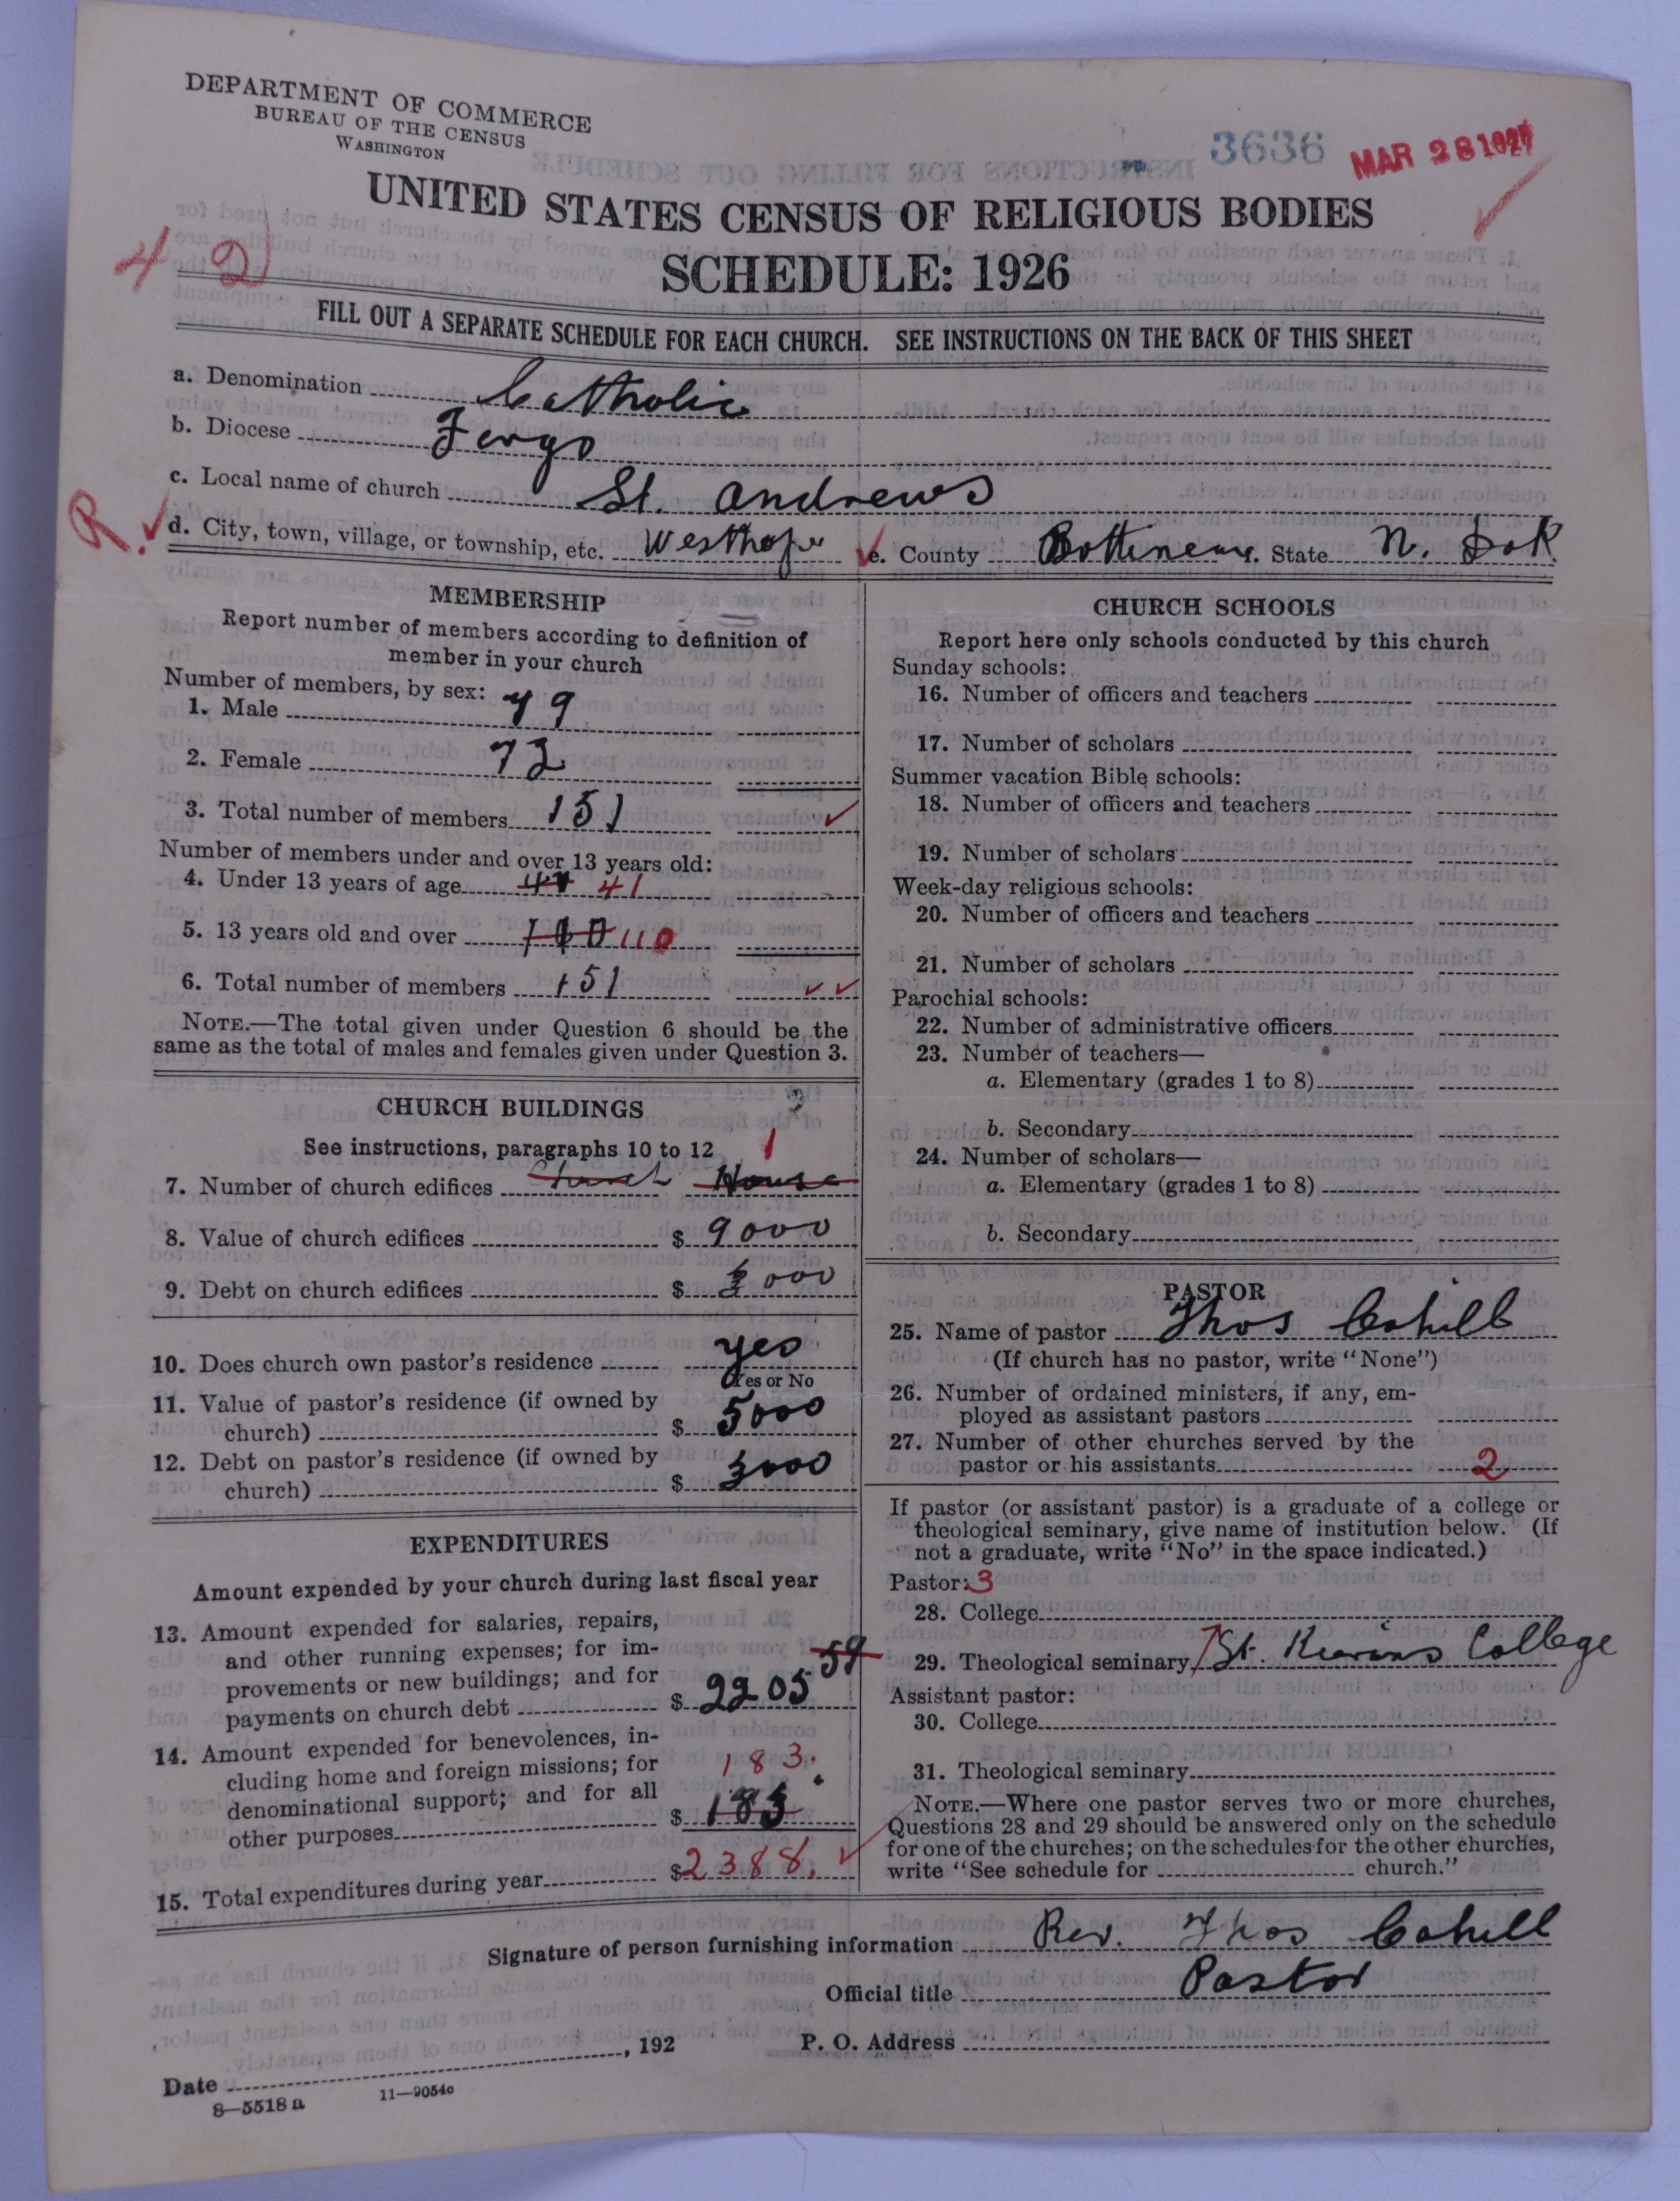 DEPARTMENT OF COMMERCE
BUREAU OF THE CENSUS
WASHINGTON
3636
MAR 28 1927
UNITED STATES CENSUS OF RELIGIOUS BODIES
4 2
SCHEDULE: 1926
FILL OUT A SEPARATE SCHEDULE FOR EACH CHURCH. SEE INSTRUCTIONS ON THE BACK OF THIS SHEET
a. Denomination Catholic
b. Diocese Fargo
c. Local name of church St. Andrews
R. d. City, town, village, or township, etc. Westhope e. County Bottineau f. State N. Dak
MEMBERSHIP
Report number of members according to definition of
member in your church
Number of members, by sex:
1. Male 79
2. Female 72
3. Total number of members 151
Number of members under and over 13 years old:
4. Under 13 years of age 41
5. 13 years old and over 110
6. Total number of members 151
NOTE.—The total given under Question 6 should be the
same as the total of males and females given under Question 3.
CHURCH BUILDINGS
See instructions, paragraphs 10 to 12
1
7. Number of church edifices Church House
8. Value of church edifices $ 9000
9. Debt on church edifices $ 3000
10. Does church own pastor's residence yes
Yes or No
11. Value of pastor's residence (if owned by
church) $ 5000
12. Debt on pastor's residence (if owned by
church) $ 3000
EXPENDITURES
Amount expended by your church during last fiscal year
13. Amount expended for salaries, repairs,
and other running expenses; for im-
provements or new buildings; and for
payments on church debt $ 2205 59
14. Amount expended for benevolences, in-
cluding home and foreign missions; for
183.
denominational support; and for all
other purposes $ 183
15. Total expenditures during year $ 2388.
CHURCH SCHOOLS
Report here only schools conducted by this church
Sunday schools:
16. Number of officers and teachers
17. Number of scholars
Summer vacation Bible schools:
18. Number of officers and teachers
19. Number of scholars
Week-day religious schools:
20. Number of officers and teachers
21. Number of scholars
Parochial schools:
22. Number of administrative officers
23. Number of teachers—
a. Elementary (grades 1 to 8)
b. Secondary
24. Number of scholars—
a. Elementary (grades 1 to 8)
b. Secondary
PASTOR
25. Name of pastor Thos Cahill
(If church has no pastor, write "None")
26. Number of ordained ministers, if any, em-
ployed as assistant pastors
27. Number of other churches served by the
pastor or his assistants 2
If pastor (or assistant pastor) is a graduate of a college or
theological seminary, give name of institution below. (If
not a graduate, write "No" in the space indicated.)
Pastor: 3
28. College
29. Theological seminary St. Kierans College
Assistant pastor:
30. College
31. Theological seminary
NOTE.—Where one pastor serves two or more churches,
Questions 28 and 29 should be answered only on the schedule
for one of the churches; on the schedules for the other churches,
write "See schedule for church."
Signature of person furnishing information Rev. Thos Cahill
Official title Pastor
Date , 192 P. O. Address
8—5518 a 11—9054c